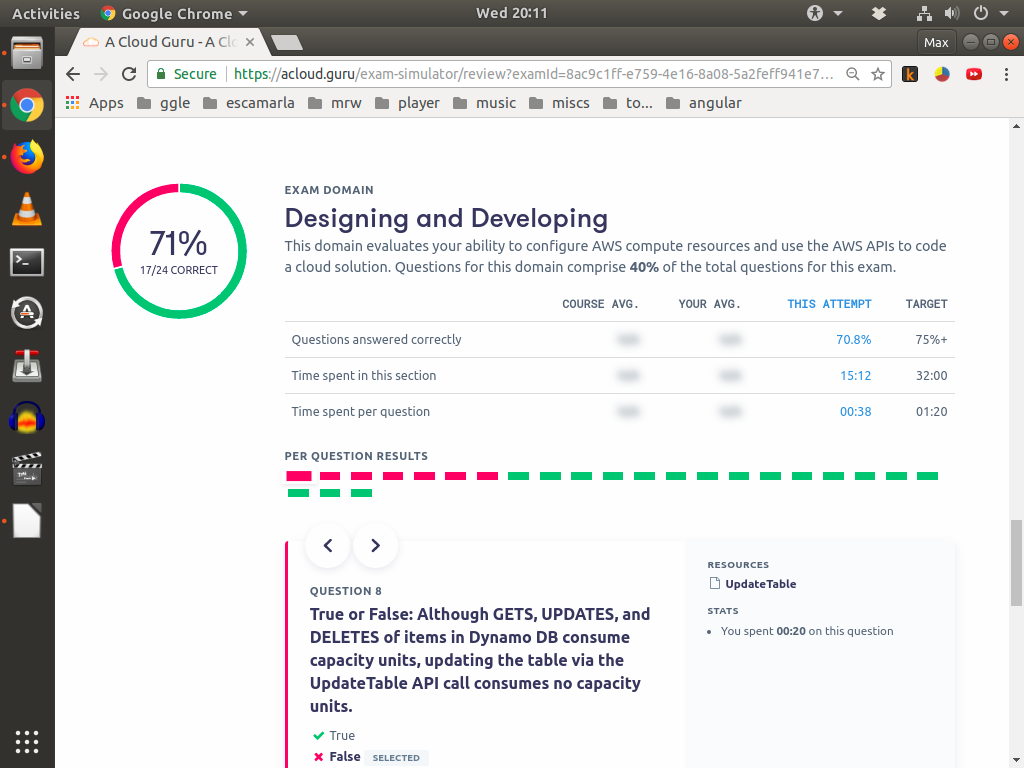 Activities Google Chrome Wed 20:11
A Cloud Guru - A Clo Max
Secure https://acloud.guru/exam-simulator/review?examId=8ac9c1ff-e759-4e16-8a08-5a2feff941e7...
Apps ggle escamarla mrw player music miscs to... angular
71%
17/24 CORRECT
EXAM DOMAIN
Designing and Developing
This domain evaluates your ability to configure AWS compute resources and use the AWS APIs to code
a cloud solution. Questions for this domain comprise 40% of the total questions for this exam.
COURSE AVG. YOUR AVG. THIS ATTEMPT TARGET
Questions answered correctly 70.8% 75%+
Time spent in this section 15:12 32:00
Time spent per question 00:38 01:20
PER QUESTION RESULTS
QUESTION 8
True or False: Although GETS, UPDATES, and
DELETES of items in Dynamo DB consume
capacity units, updating the table via the
UpdateTable API call consumes no capacity
units.
True
False SELECTED
RESOURCES
UpdateTable
STATS
• You spent 00:20 on this question